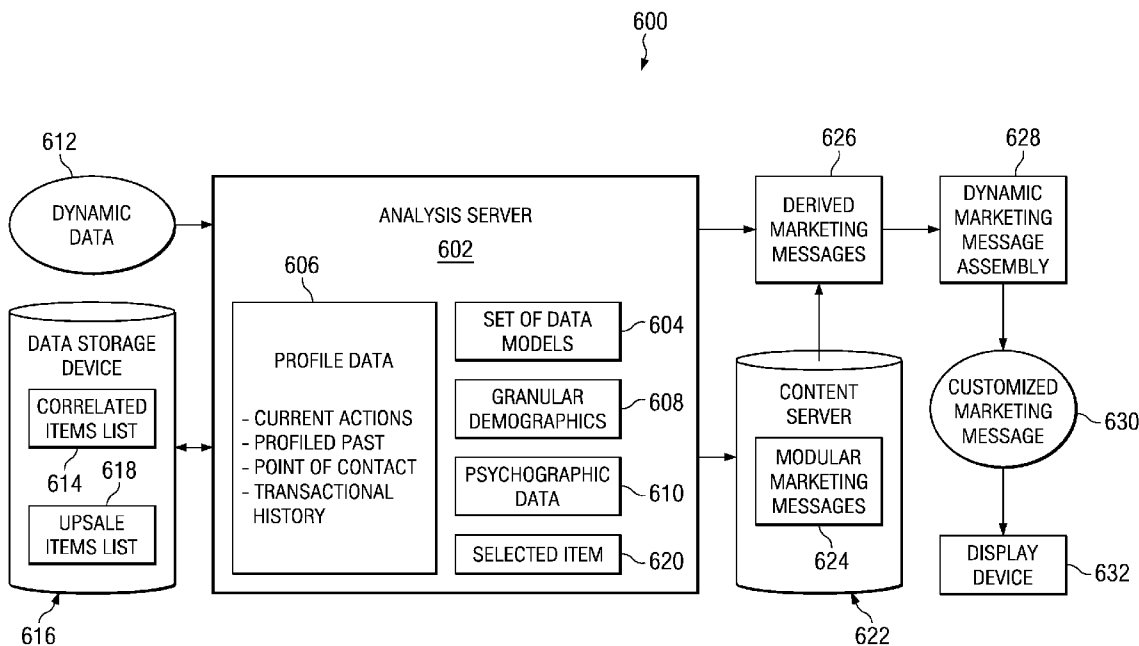 600
612
DYNAMIC
DATA
DATA STORAGE
DEVICE
CORRELATED
ITEMS LIST
614
618
UPSALE
ITEMS LIST
616
ANALYSIS SERVER
602
606
PROFILE DATA
- CURRENT ACTIONS
- PROFILED PAST
- POINT OF CONTACT
- TRANSACTIONAL
HISTORY
SET OF DATA
MODELS
604
GRANULAR
DEMOGRAPHICS
608
PSYCHOGRAPHIC
DATA
610
SELECTED ITEM
620
626
DERIVED
MARKETING
MESSAGES
CONTENT
SERVER
MODULAR
MARKETING
MESSAGES
624
622
628
DYNAMIC
MARKETING
MESSAGE
ASSEMBLY
CUSTOMIZED
MARKETING
MESSAGE
630
DISPLAY
DEVICE
632